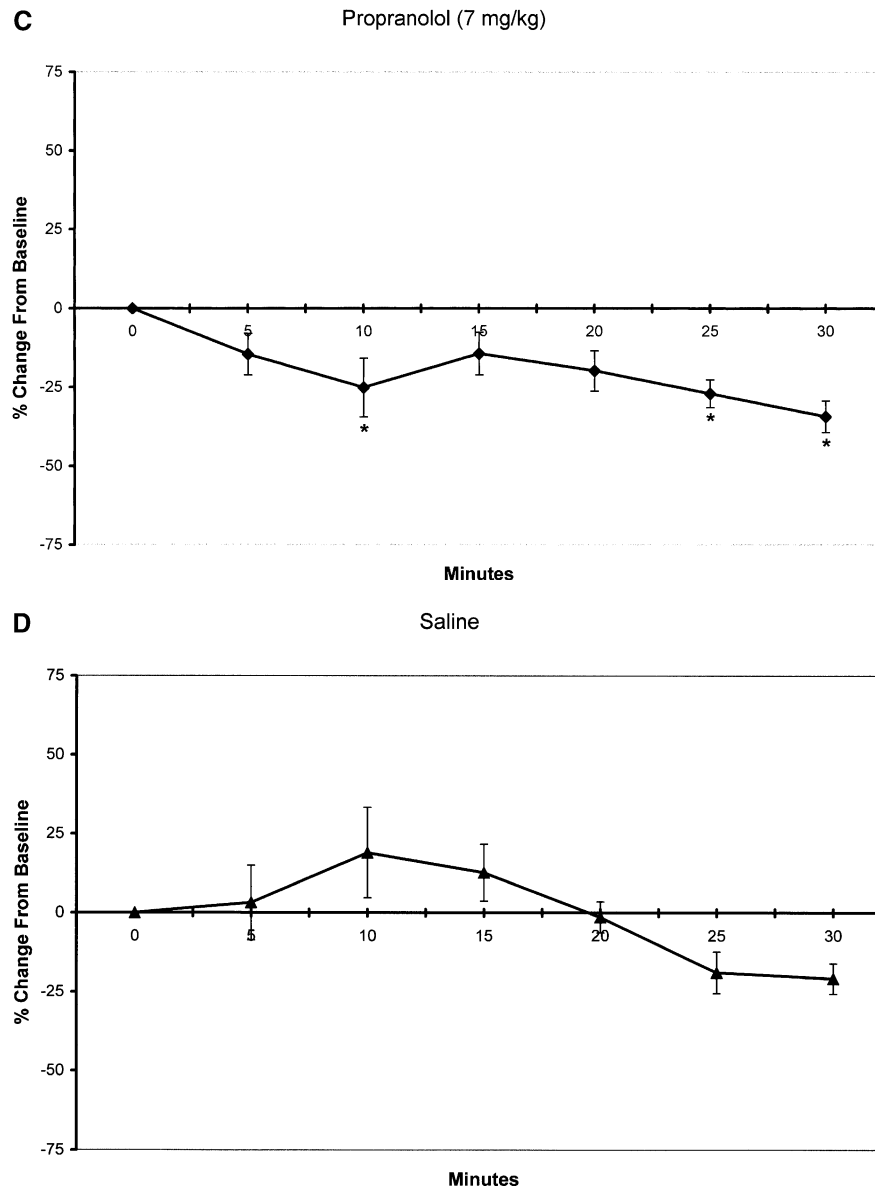 C
Propranolol (7 mg/kg)
75
50
25
0
-25
-50
-75
% Change From Baseline
0 5 10 15 20 25 30
* * *
Minutes
D
Saline
75
50
25
0
-25
-50
-75
% Change From Baseline
0 5 10 15 20 25 30
Minutes